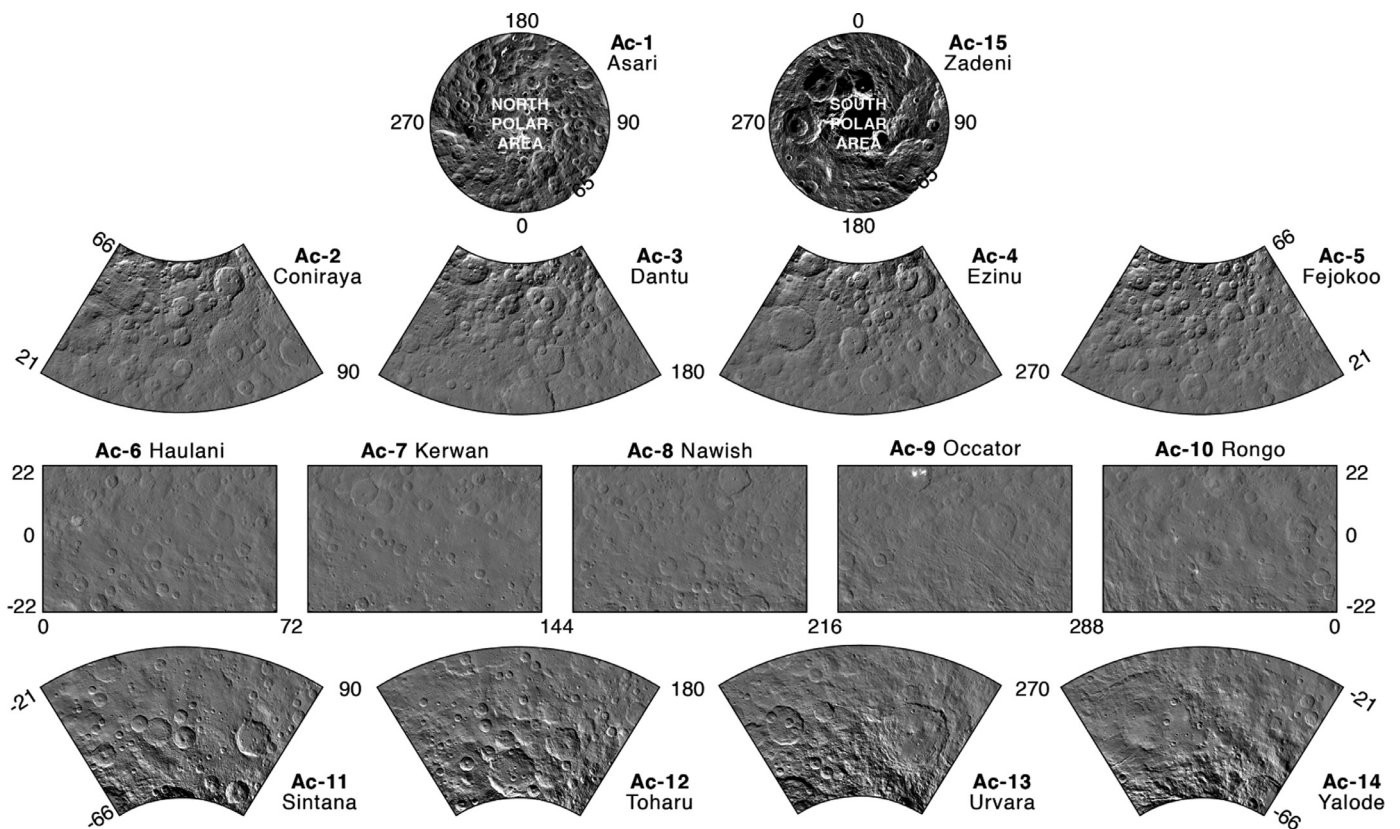 180
0
Ac-1
Asari
Ac-15
Zadeni
270
NORTH
POLAR
AREA
90
65
0
270
SOUTH
POLAR
AREA
90
-65
180
66
Ac-2
Coniraya
21
90
Ac-3
Dantu
180
Ac-4
Ezinu
270
66
Ac-5
Fejokoo
21
Ac-6 Haulani
Ac-7 Kerwan
Ac-8 Nawish
Ac-9 Occator
Ac-10 Rongo
22
0
-22
22
0
-22
0
72
144
216
288
0
-21
90
180
270
-21
-66
Ac-11
Sintana
Ac-12
Toharu
Ac-13
Urvara
-66
Ac-14
Yalode